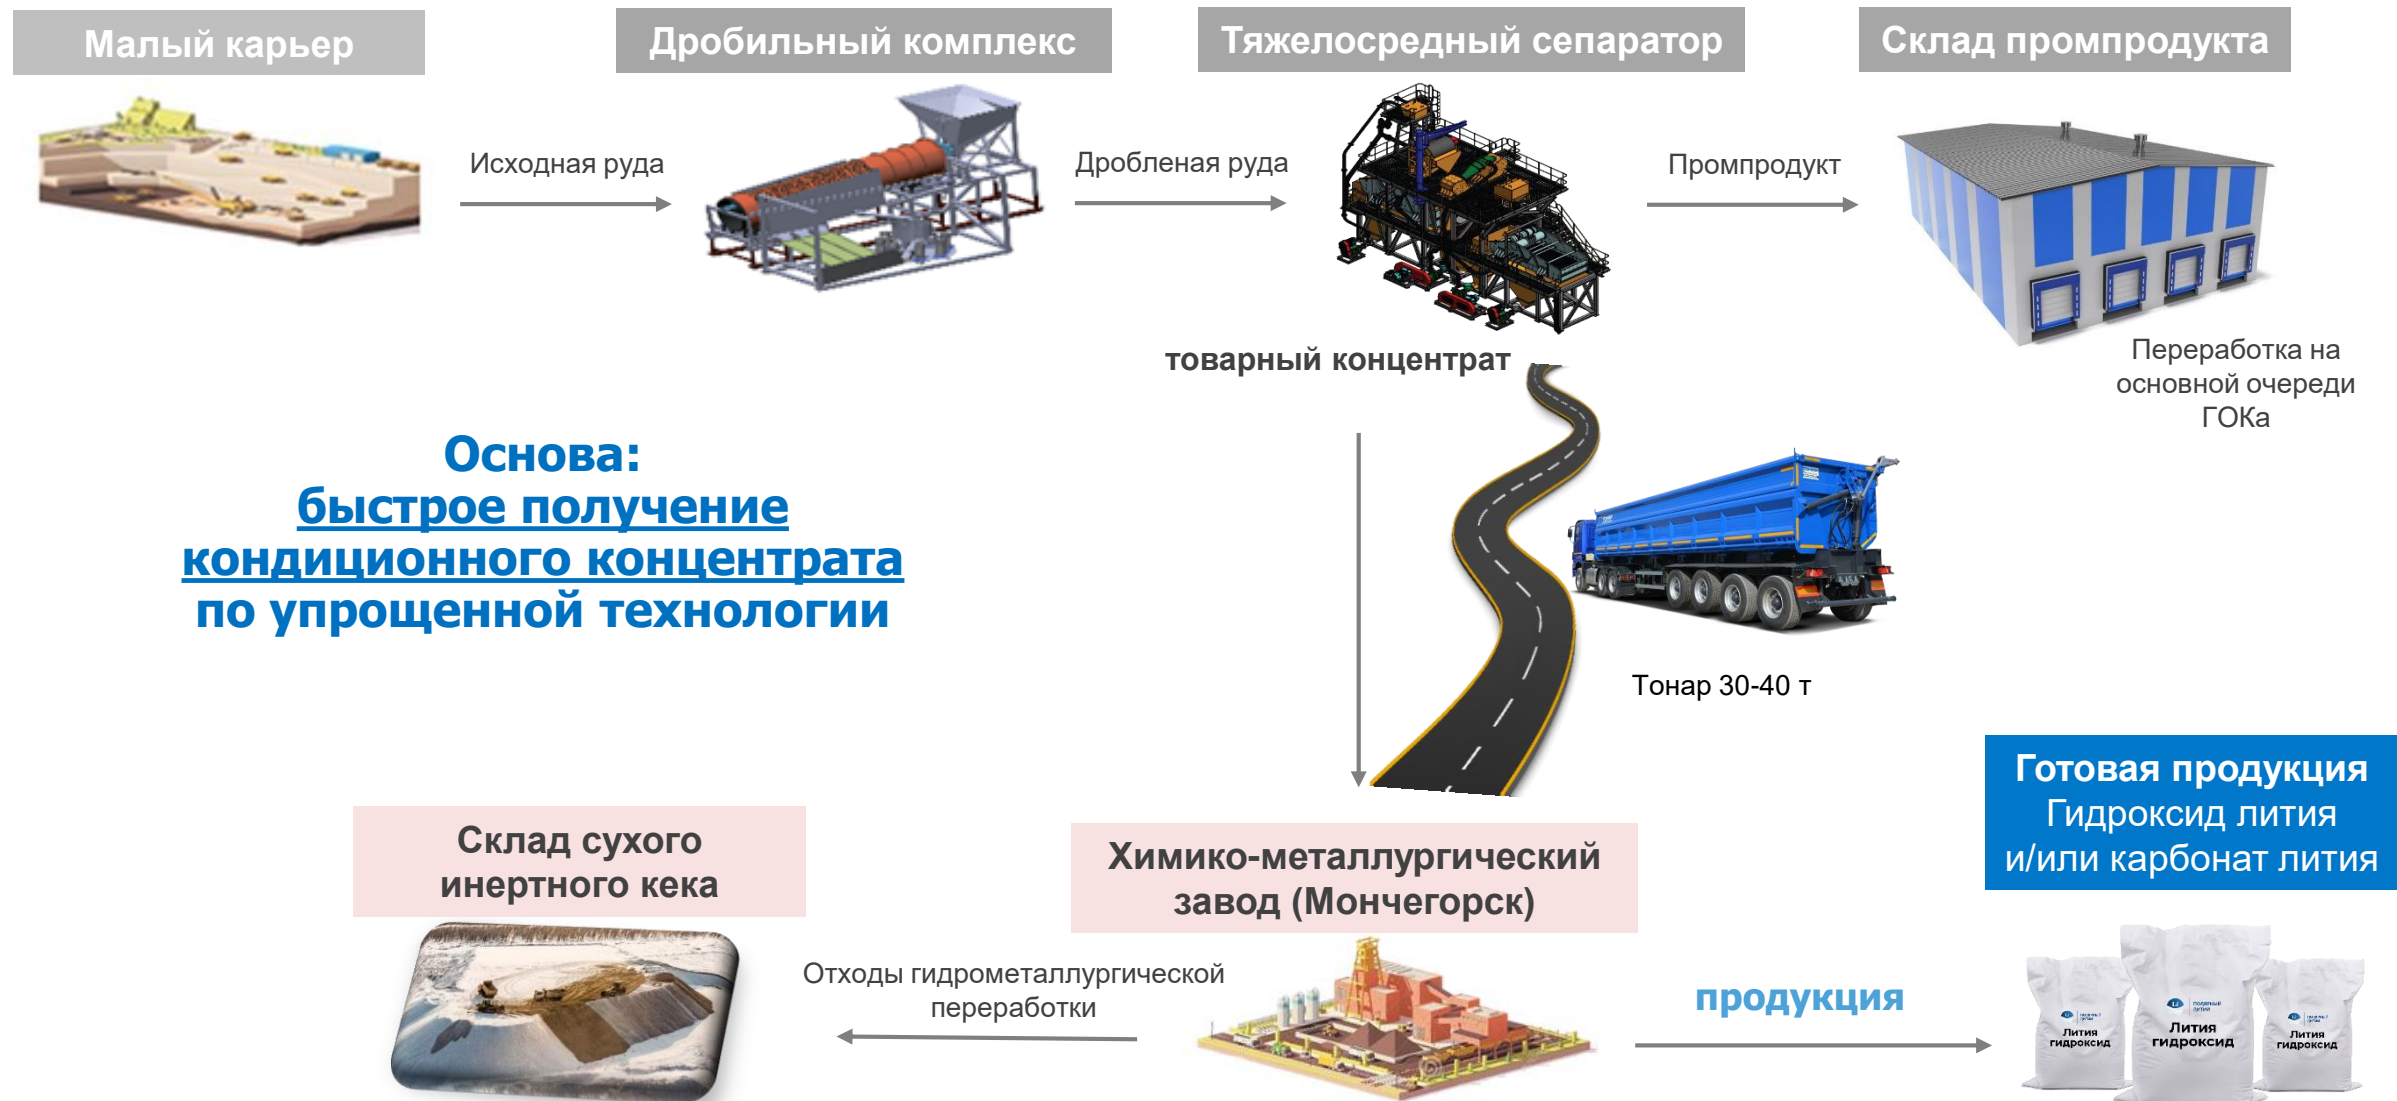 Малый карьер
Дробильный комплекс
Тяжелосредный сепаратор
Склад промпродукта
Исходная руда
Дробленая руда
Промпродукт
товарный концентрат
Переработка на
основной очереди
ГОКа
Основа:
быстрое получение
кондиционного концентрата
по упрощенной технологии
Тонар 30-40 т
Готовая продукция
Гидроксид лития
и/или карбонат лития
Склад сухого
инертного кека
Химико-металлургический
завод (Мончегорск)
Отходы гидрометаллургической
переработки
продукция
Лития
гидроксид
ПОЛЯРНЫЙ
ЛИТИЙ
Лития
гидроксид
Лития
гидроксид